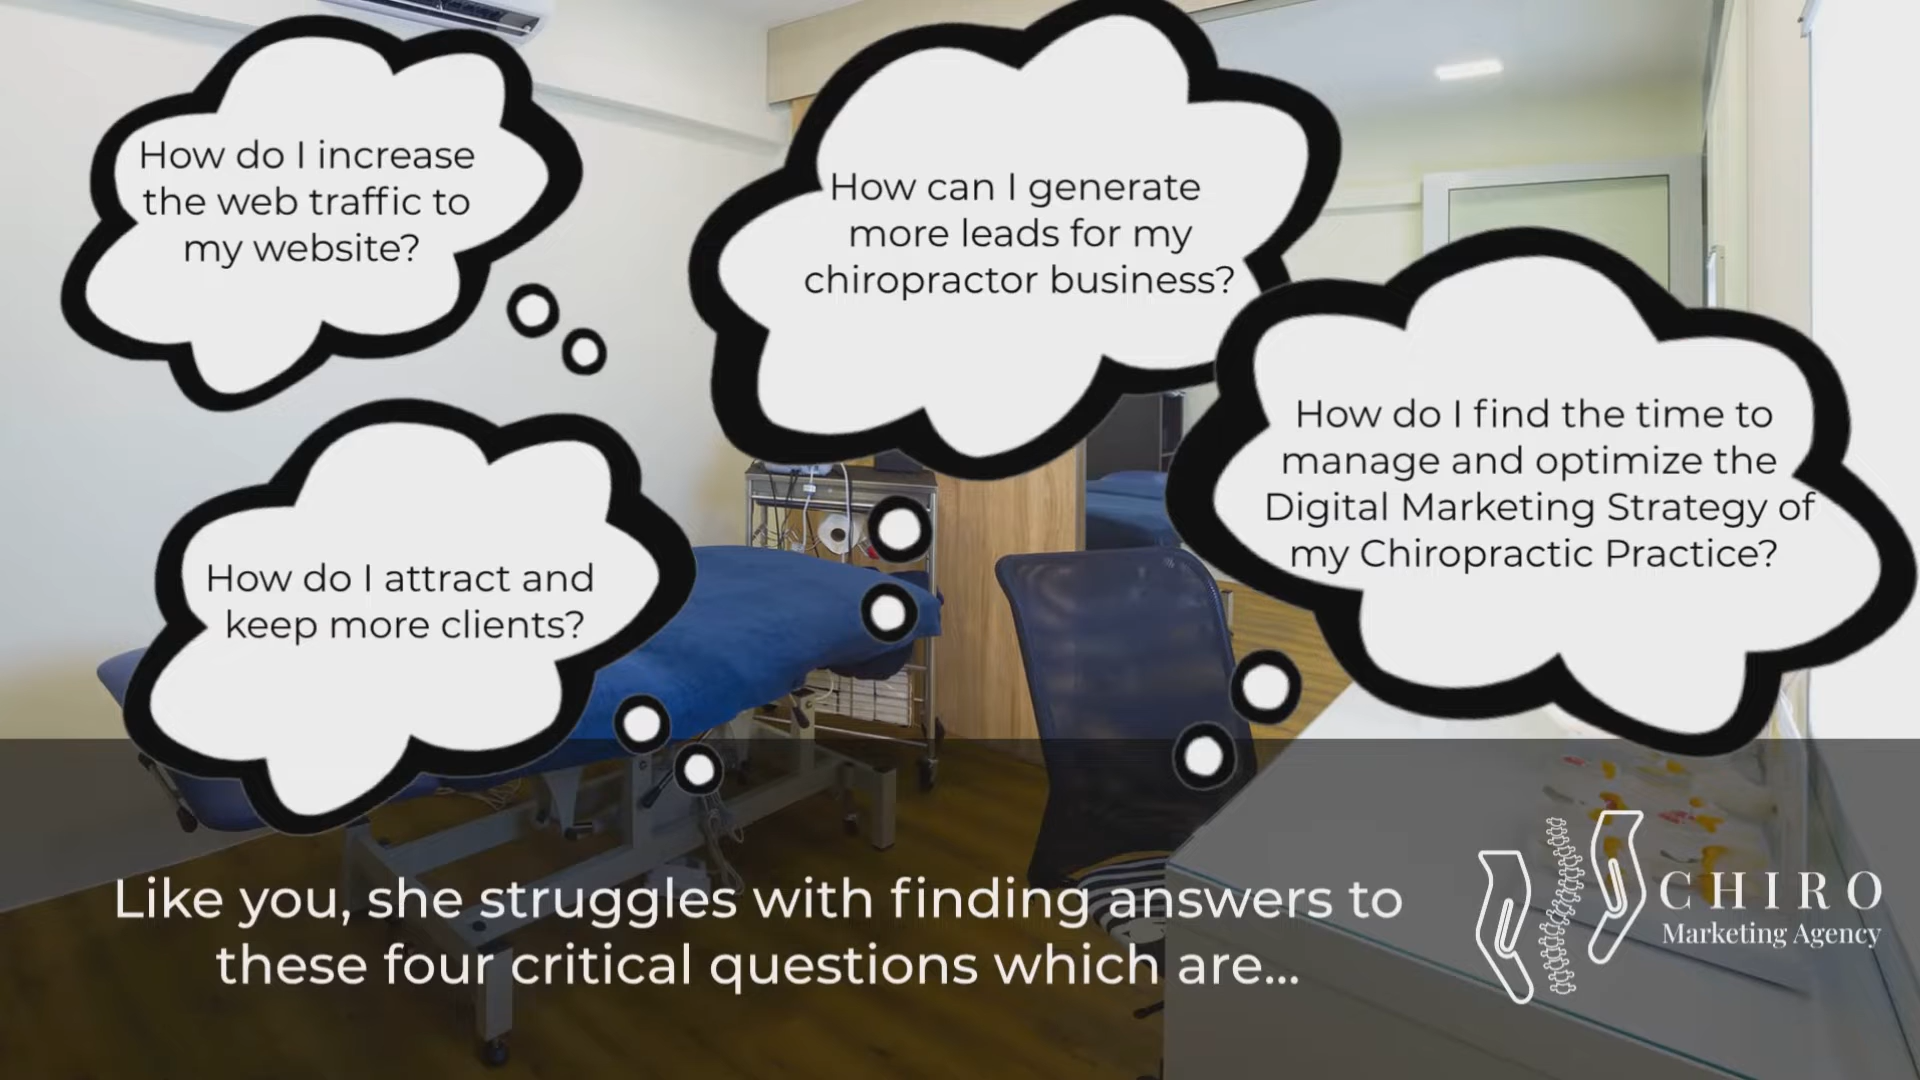 How do I increase
the web traffic to
my website?
How can I generate
more leads for my
chiropractor business?
How do I find the time to
manage and optimize the
Digital Marketing Strategy of
my Chiropractic Practice?
How do I attract and
keep more clients?
Like you, she struggles with finding answers to
these four critical questions which are...
CHIRO
Marketing Agency